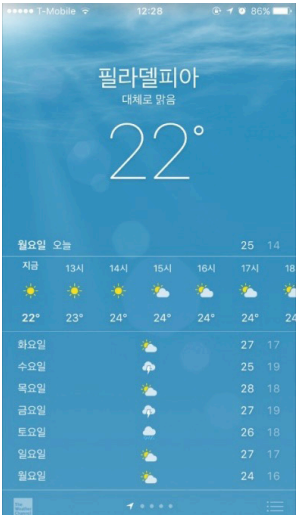 T-Mobile 12:28 86%
필라델피아
대체로 맑음
22°
월요일 오늘 25 14
지금 13시 14시 15시 16시 17시 18
22° 23° 24° 24° 24° 24° 2
화요일 27 17
수요일 25 19
목요일 28 18
금요일 27 19
토요일 26 18
일요일 27 17
월요일 24 16